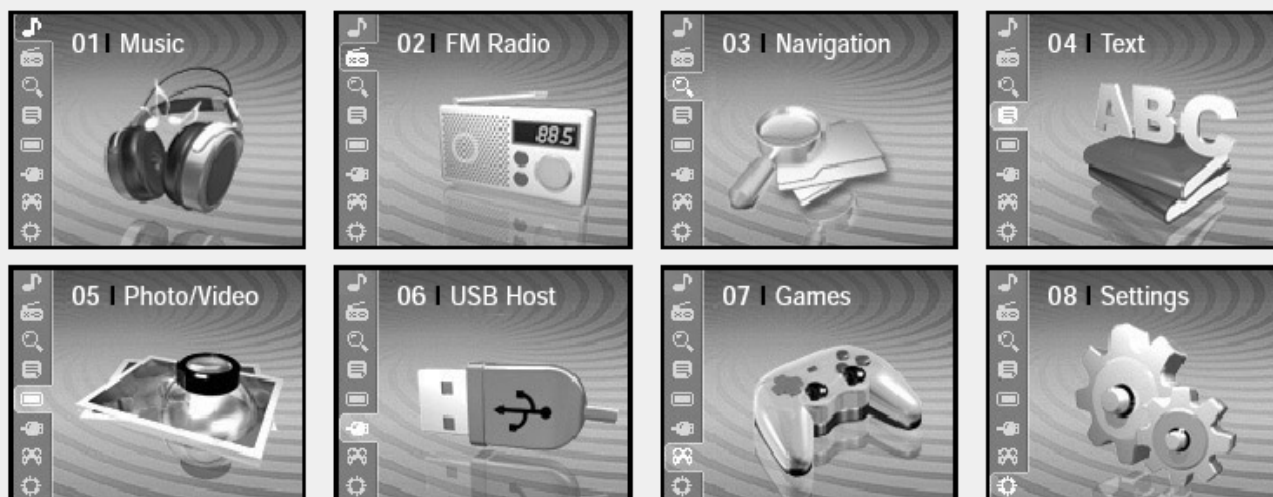 01 | Music
02 | FM Radio
88.5
03 | Navigation
04 | Text
ABC
05 | Photo/Video
06 | USB Host
07 | Games
08 | Settings